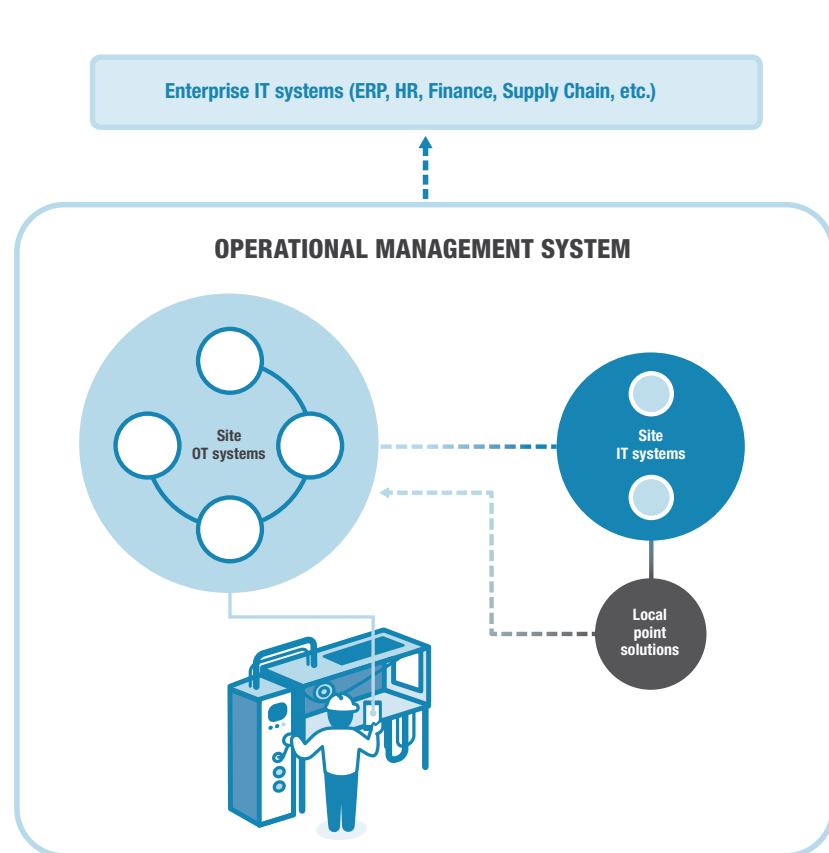 Enterprise IT systems (ERP, HR, Finance, Supply Chain, etc.)
OPERATIONAL MANAGEMENT SYSTEM
Site
OT systems
Site
IT systems
Local
point
solutions